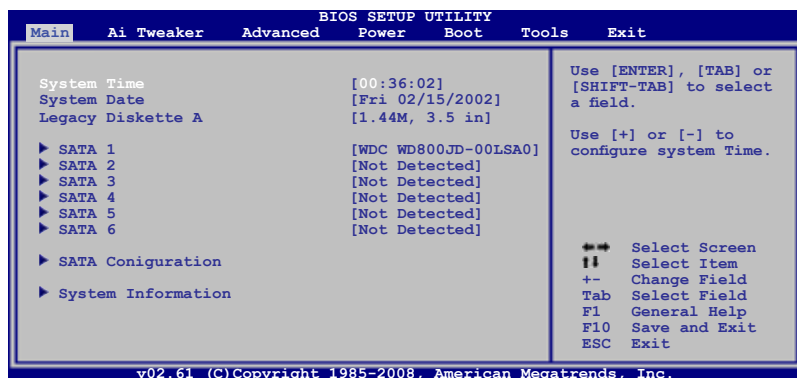 BIOS SETUP UTILITY
Main Ai Tweaker Advanced Power Boot Tools Exit
System Time [00:36:02]
System Date [Fri 02/15/2002]
Legacy Diskette A [1.44M, 3.5 in]
SATA 1 [WDC WD800JD-00LSA0]
SATA 2 [Not Detected]
SATA 3 [Not Detected]
SATA 4 [Not Detected]
SATA 5 [Not Detected]
SATA 6 [Not Detected]
SATA Coniguration
System Information
Use [ENTER], [TAB] or
[SHIFT-TAB] to select
a field.
Use [+] or [-] to
configure system Time.
Select Screen
Select Item
+- Change Field
Tab Select Field
F1 General Help
F10 Save and Exit
ESC Exit
v02.61 (C)Copyright 1985-2008, American Megatrends, Inc.